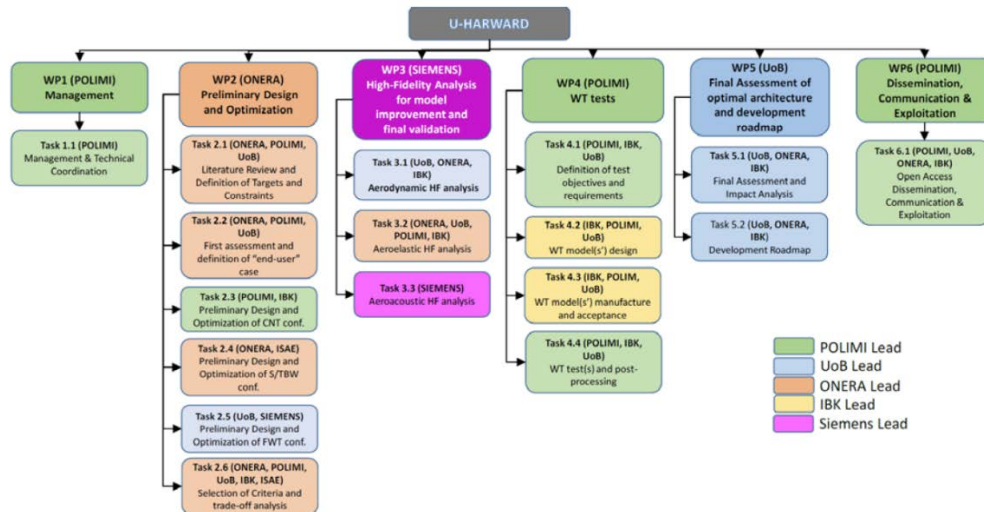 U-HARWARD
WP1 (POLIMI)
Management
Task 1.1 (POLIMI)
Management & Technical
Coordination
WP2 (ONERA)
Preliminary Design
and Optimization
Task 2.1 (ONERA, POLIMI,
UoB)
Literature Review and
Definition of Targets and
Constraints
Task 2.2 (ONERA, POLIMI,
UoB)
First assessment and
definition of “end-user”
case
Task 2.3 (POLIMI, IBK)
Preliminary Design and
Optimization of CNT conf.
Task 2.4 (ONERA, ISAE)
Preliminary Design and
Optimization of S/TBW
conf.
Task 2.5 (UoB, SIEMENS)
Preliminary Design and
Optimization of FWT conf.
Task 2.6 (ONERA, POLIMI,
UoB, IBK, ISAE)
Selection of Criteria and
trade-off analysis
WP3 (SIEMENS)
High-Fidelity Analysis
for model
improvement and
final validation
Task 3.1 (UoB, ONERA,
IBK)
Aerodynamic HF analysis
Task 3.2 (ONERA, UoB,
POLIMI, IBK)
Aeroelastic HF analysis
Task 3.3 (SIEMENS)
Aeroacoustic HF analysis
WP4 (POLIMI)
WT tests
Task 4.1 (POLIMI, IBK,
UoB)
Definition of test
objectives and
requirements
Task 4.2 (IBK, POLIMI,
UoB)
WT model(s’) design
Task 4.3 (IBK, POLIM,
UoB)
WT model(s’) manufacture
and acceptance
Task 4.4 (POLIMI, IBK,
UoB)
WT test(s) and post-
processing
WP5 (UoB)
Final Assessment of
optimal architecture
and development
roadmap
Task 5.1 (UoB, ONERA,
IBK)
Final Assessment and
Impact Analysis
Task 5.2 (UoB, ONERA,
IBK)
Development Roadmap
WP6 (POLIMI)
Dissemination,
Communication &
Exploitation
Task 6.1 (POLIMI, UoB,
ONERA, IBK)
Open Access
Dissemination,
Communication &
Exploitation
POLIMI Lead
UoB Lead
ONERA Lead
IBK Lead
Siemens Lead